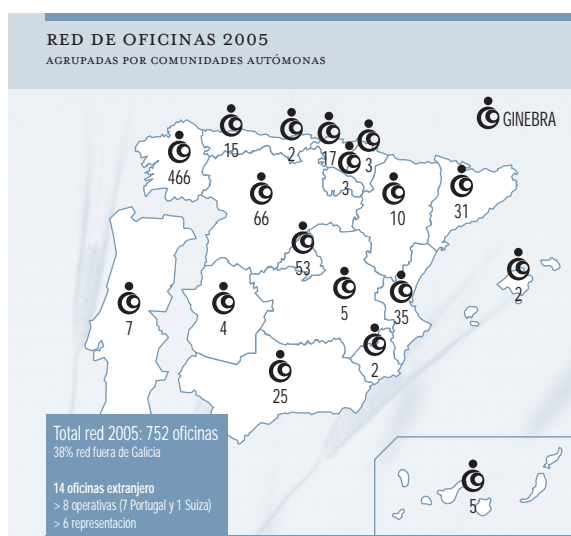 RED DE OFICINAS 2005
AGRUPADAS POR COMUNIDADES AUTÓNOMAS
GINEBRA
466
15
2
17
3
3
66
10
31
53
7
4
5
35
2
2
25
5
Total red 2005: 752 oficinas
38% red fuera de Galicia
14 oficinas extranjero
> 8 operativas (7 Portugal y 1 Suiza)
> 6 representación